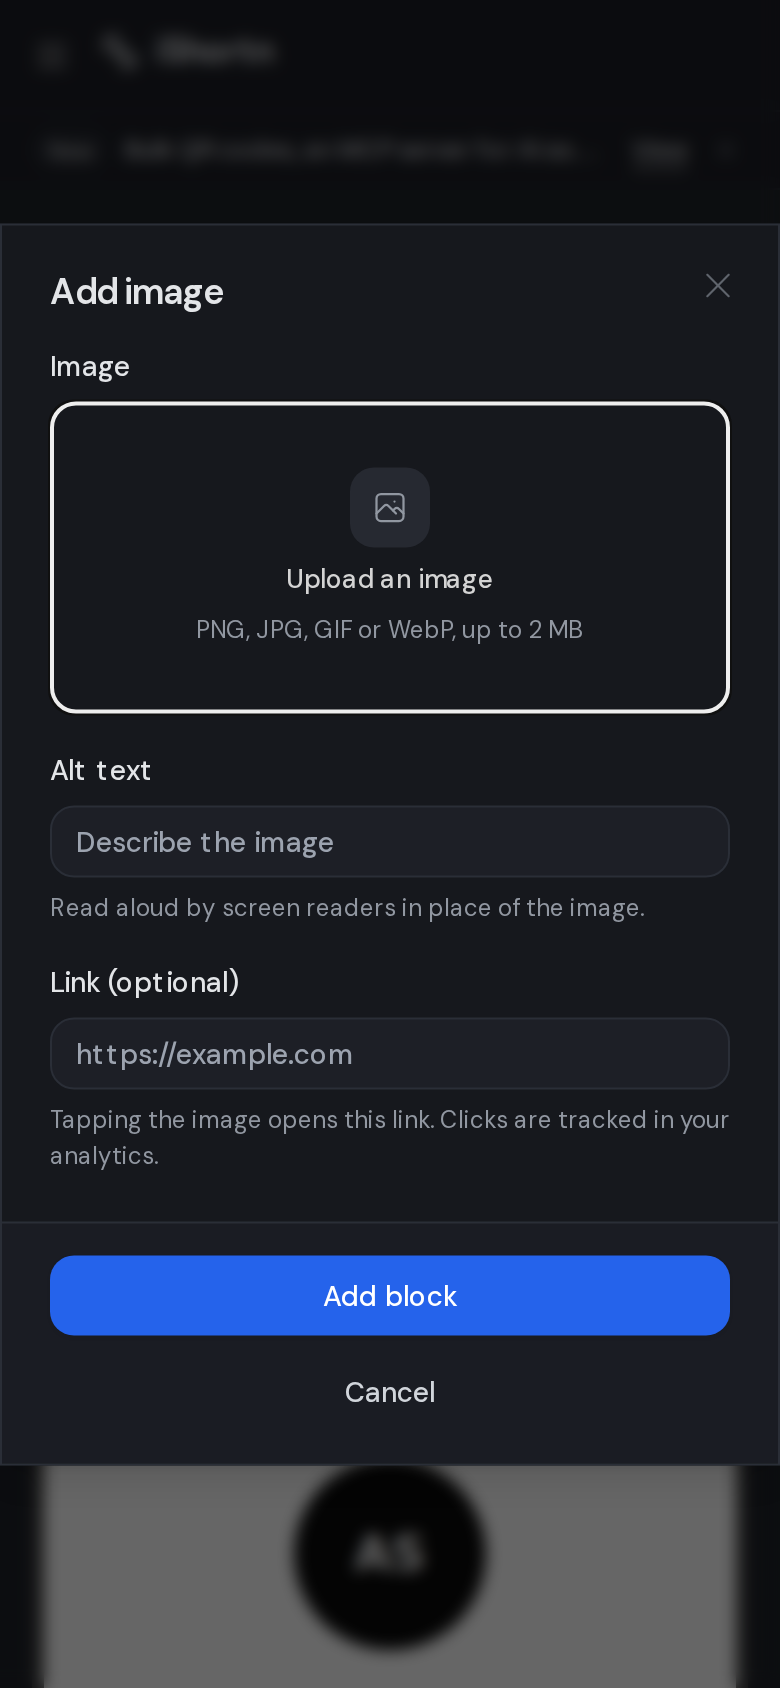 Add image
Image
Upload an image
PNG, JPG, GIF or WebP, up to 2 MB
Alt text
Describe the image
Read aloud by screen readers in place of the image.
Link (optional)
https://example.com
Tapping the image opens this link. Clicks are tracked in your
analytics.
Add block
Cancel
AS